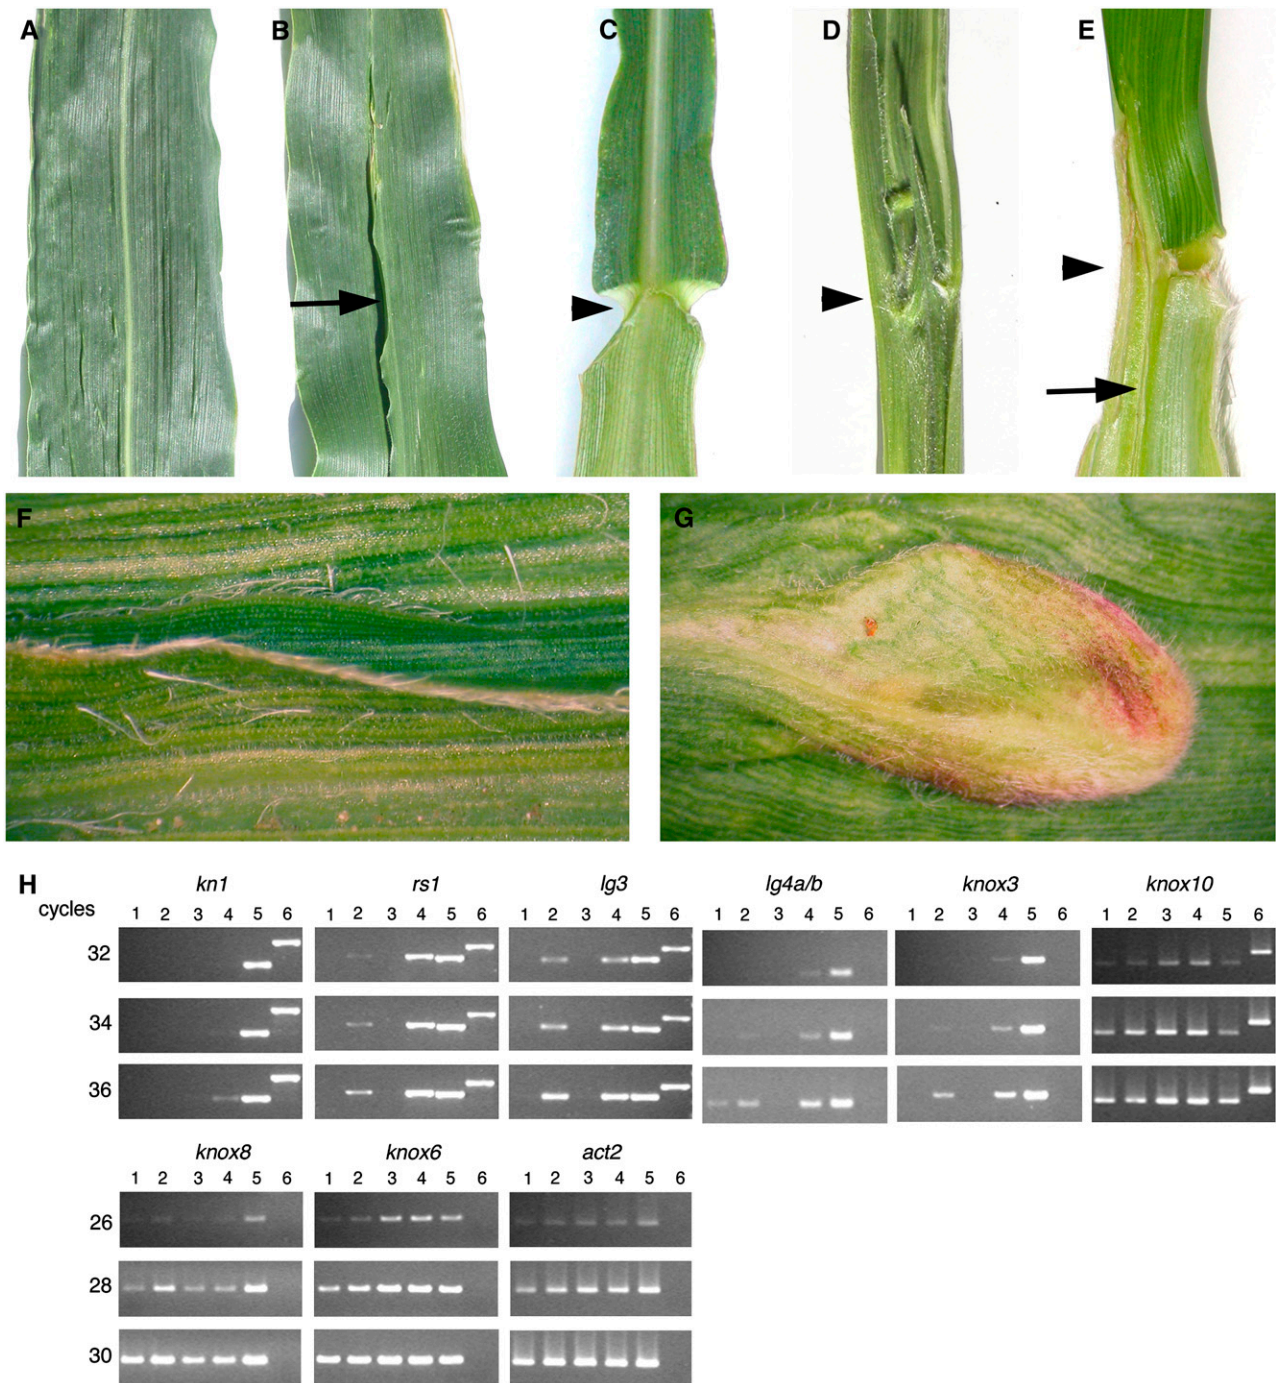 A B C D E
F G
H kn1 rs1 lg3 lg4a/b knox3 knox10
cycles 1 2 3 4 5 6 1 2 3 4 5 6 1 2 3 4 5 6 1 2 3 4 5 6 1 2 3 4 5 6 1 2 3 4 5 6
32
34
36
knox8 knox6 act2
1 2 3 4 5 6 1 2 3 4 5 6 1 2 3 4 5 6
26
28
30